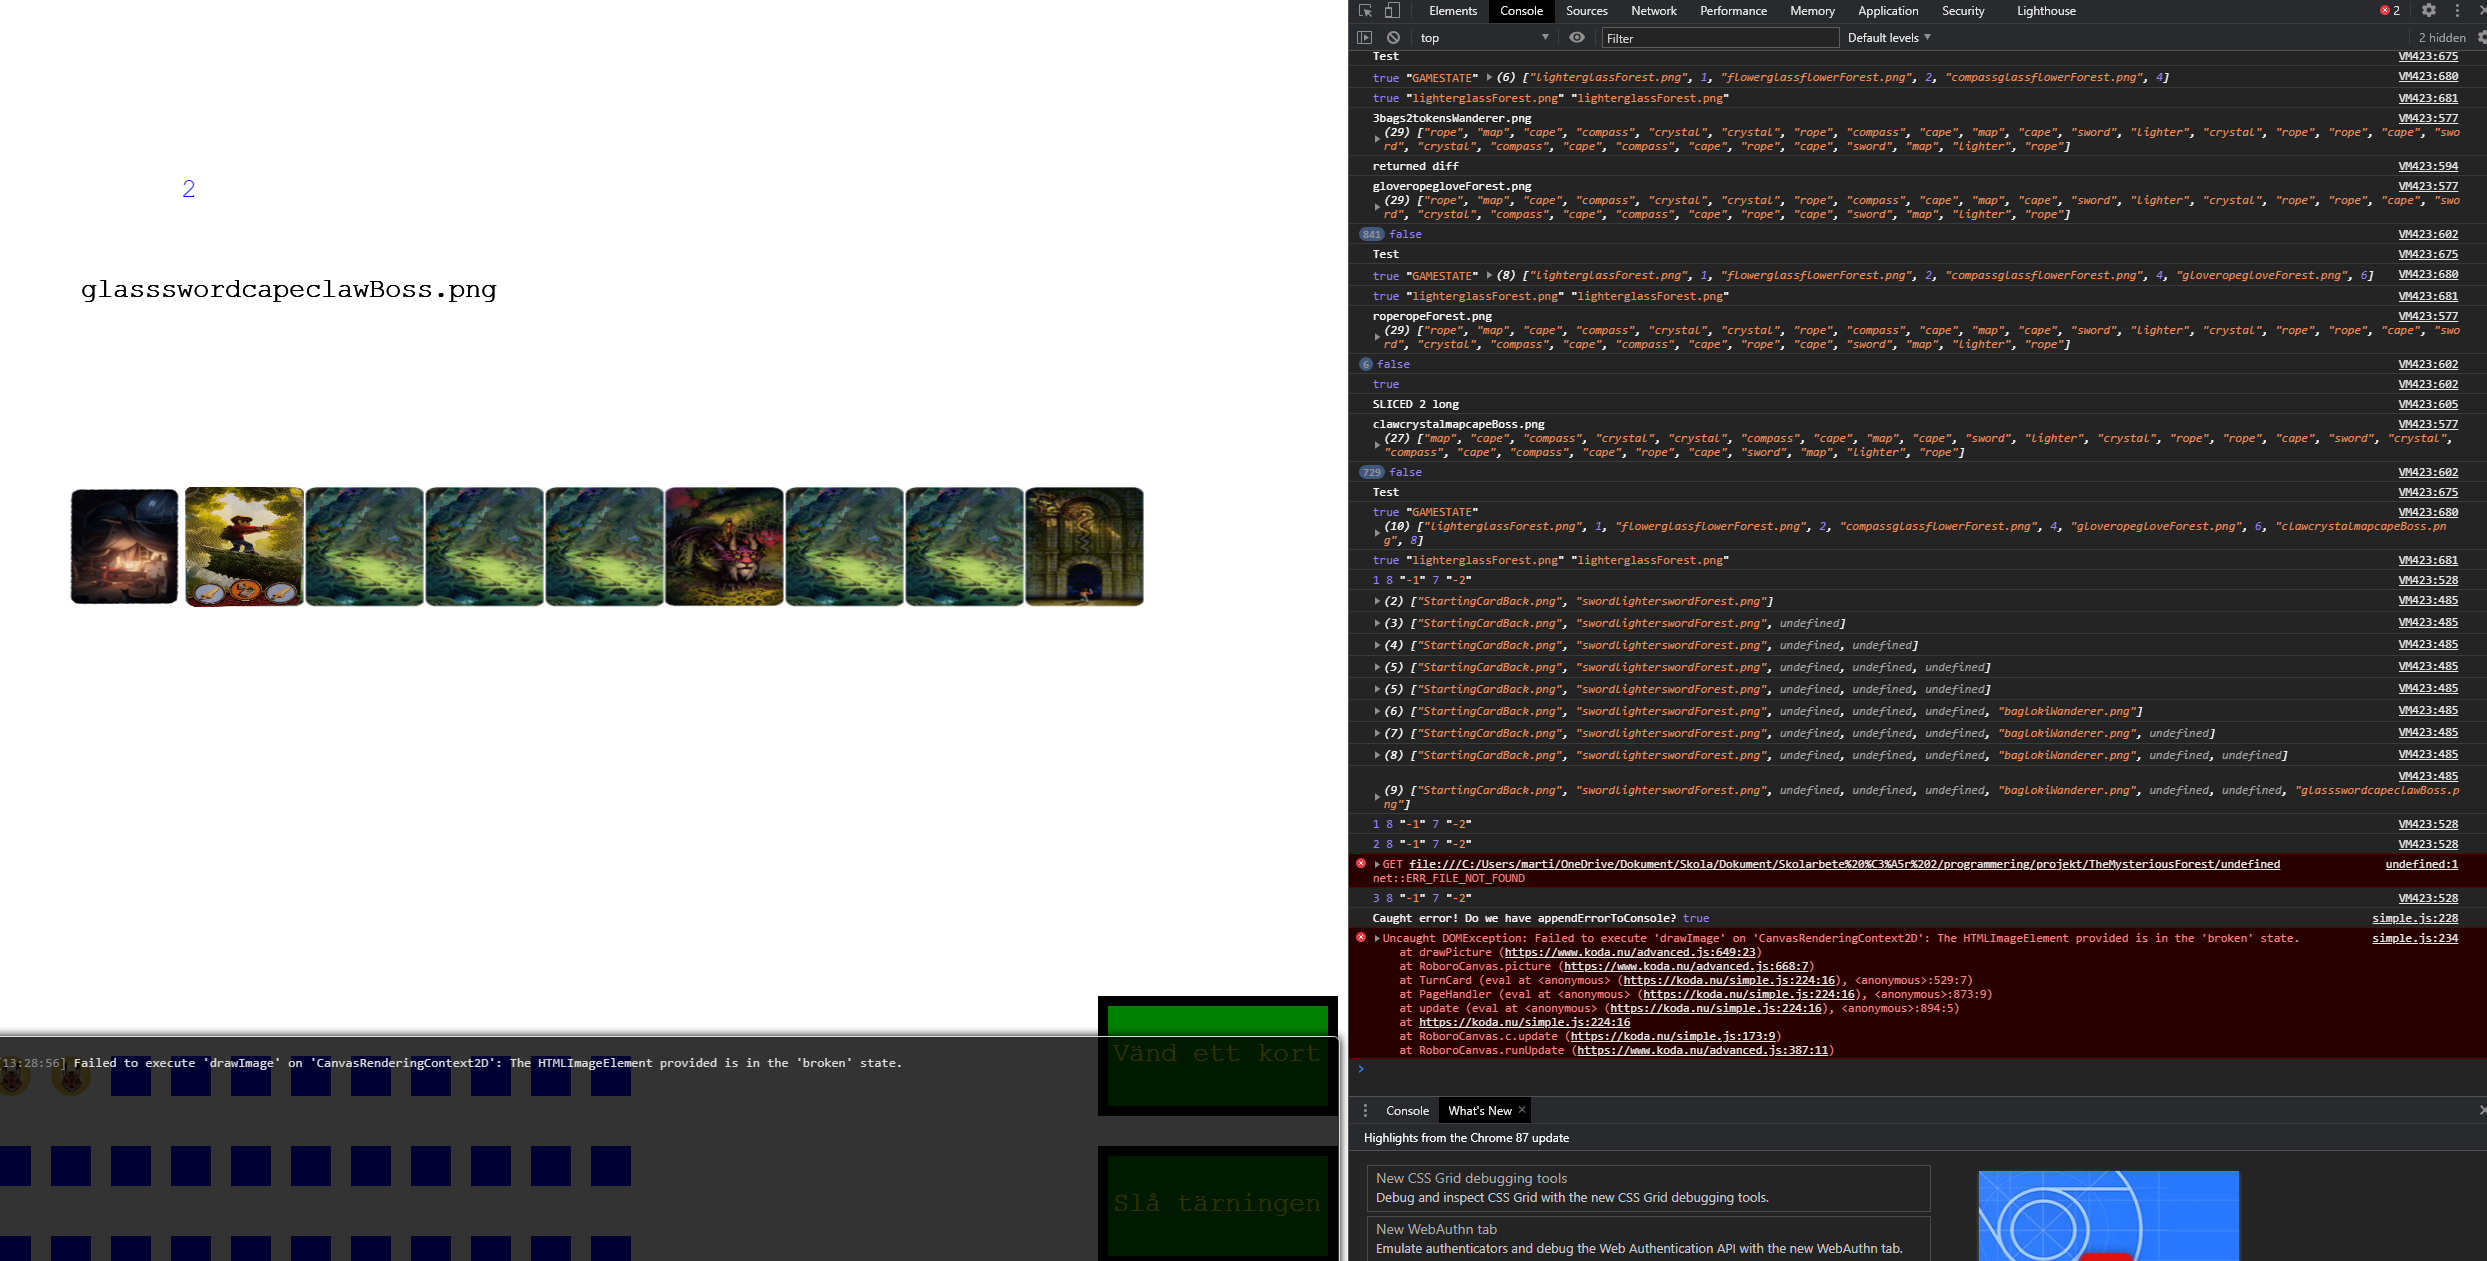 2
glassswordcapeclawBoss.png
Vänd ett kort
[13:28:56] Failed to execute 'drawImage' on 'CanvasRenderingContext2D': The HTMLImageElement provided is in the 'broken' state.
Slå tärningen
Elements Console Sources Network Performance Memory Application Security Lighthouse 2
top Filter Default levels 2 hidden
Test VM423:675
true "GAMESTATE" (6) ["lighterglassForest.png", 1, "flowerglassflowerForest.png", 2, "compassglassflowerForest.png", 4] VM423:680
true "lighterglassForest.png" "lighterglassForest.png" VM423:681
3bags2tokensWanderer.png VM423:577
(29) ["rope", "map", "cape", "compass", "crystal", "crystal", "rope", "compass", "cape", "map", "cape", "sword", "lighter", "crystal", "rope", "rope", "cape", "swo
rd", "crystal", "compass", "cape", "compass", "cape", "rope", "cape", "sword", "map", "lighter", "rope"]
returned diff VM423:594
gloveropegloveForest.png VM423:577
(29) ["rope", "map", "cape", "compass", "crystal", "crystal", "rope", "compass", "cape", "map", "cape", "sword", "lighter", "crystal", "rope", "rope", "cape", "swo
rd", "crystal", "compass", "cape", "compass", "cape", "rope", "cape", "sword", "map", "lighter", "rope"]
841 false VM423:602
Test VM423:675
true "GAMESTATE" (8) ["lighterglassForest.png", 1, "flowerglassflowerForest.png", 2, "compassglassflowerForest.png", 4, "gloveropegloveForest.png", 6] VM423:680
true "lighterglassForest.png" "lighterglassForest.png" VM423:681
roperopeForest.png VM423:577
(29) ["rope", "map", "cape", "compass", "crystal", "crystal", "rope", "compass", "cape", "map", "cape", "sword", "lighter", "crystal", "rope", "rope", "cape", "swo
rd", "crystal", "compass", "cape", "compass", "cape", "rope", "cape", "sword", "map", "lighter", "rope"]
6 false VM423:602
true VM423:602
SLICED 2 long VM423:605
clawcrystalmapcapeBoss.png VM423:577
(27) ["map", "cape", "compass", "crystal", "crystal", "compass", "cape", "map", "cape", "sword", "lighter", "crystal", "rope", "rope", "cape", "sword", "crystal",
"compass", "cape", "compass", "cape", "rope", "cape", "sword", "map", "lighter", "rope"]
729 false VM423:602
Test VM423:675
true "GAMESTATE" VM423:680
(10) ["lighterglassForest.png", 1, "flowerglassflowerForest.png", 2, "compassglassflowerForest.png", 4, "gloveropegloveForest.png", 6, "clawcrystalmapcapeBoss.pn
g", 8]
true "lighterglassForest.png" "lighterglassForest.png" VM423:681
1 8 "-1" 7 "-2" VM423:528
(2) ["StartingCardBack.png", "swordlighterswordForest.png"] VM423:485
(3) ["StartingCardBack.png", "swordlighterswordForest.png", undefined] VM423:485
(4) ["StartingCardBack.png", "swordlighterswordForest.png", undefined, undefined] VM423:485
(5) ["StartingCardBack.png", "swordlighterswordForest.png", undefined, undefined, undefined] VM423:485
(5) ["StartingCardBack.png", "swordlighterswordForest.png", undefined, undefined, undefined] VM423:485
(6) ["StartingCardBack.png", "swordlighterswordForest.png", undefined, undefined, undefined, "baglokiWanderer.png"] VM423:485
(7) ["StartingCardBack.png", "swordlighterswordForest.png", undefined, undefined, undefined, "baglokiWanderer.png", undefined] VM423:485
(8) ["StartingCardBack.png", "swordlighterswordForest.png", undefined, undefined, undefined, "baglokiWanderer.png", undefined, undefined] VM423:485
VM423:485
(9) ["StartingCardBack.png", "swordlighterswordForest.png", undefined, undefined, undefined, "baglokiWanderer.png", undefined, undefined, "glassswordcapeclawBoss.p
ng"]
1 8 "-1" 7 "-2" VM423:528
2 8 "-1" 7 "-2" VM423:528
GET file:///C:/Users/marti/OneDrive/Dokument/Skola/Dokument/Skolarbete%20%C3%A5r%202/programmering/projekt/TheMysteriousForest/undefined undefined:1
net::ERR_FILE_NOT_FOUND
3 8 "-1" 7 "-2" VM423:528
Caught error! Do we have appendErrorToConsole? true simple.js:228
Uncaught DOMException: Failed to execute 'drawImage' on 'CanvasRenderingContext2D': The HTMLImageElement provided is in the 'broken' state. simple.js:234
at drawPicture (https://www.koda.nu/advanced.js:649:23)
at RoboroCanvas.picture (https://www.koda.nu/advanced.js:668:7)
at TurnCard (eval at <anonymous> (https://koda.nu/simple.js:224:16), <anonymous>:529:7)
at PageHandler (eval at <anonymous> (https://koda.nu/simple.js:224:16), <anonymous>:873:9)
at update (eval at <anonymous> (https://koda.nu/simple.js:224:16), <anonymous>:894:5)
at https://koda.nu/simple.js:224:16
at RoboroCanvas.c.update (https://koda.nu/simple.js:173:9)
at RoboroCanvas.runUpdate (https://www.koda.nu/advanced.js:387:11)
Console What's New
Highlights from the Chrome 87 update
New CSS Grid debugging tools
Debug and inspect CSS Grid with the new CSS Grid debugging tools.
New WebAuthn tab
Emulate authenticators and debug the Web Authentication API with the new WebAuthn tab.